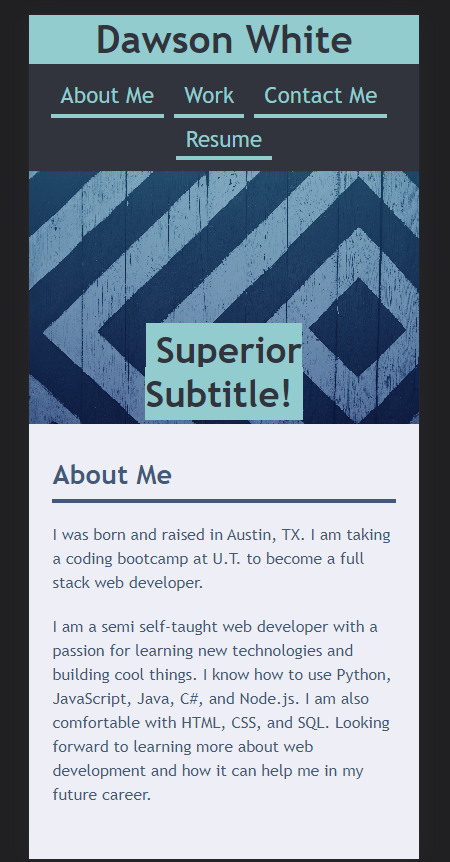 Dawson White
About Me Work Contact Me
Resume
Superior
Subtitle!
About Me
I was born and raised in Austin, TX. I am taking
a coding bootcamp at U.T. to become a full
stack web developer.
I am a semi self-taught web developer with a
passion for learning new technologies and
building cool things. I know how to use Python,
JavaScript, Java, C#, and Node.js. I am also
comfortable with HTML, CSS, and SQL. Looking
forward to learning more about web
development and how it can help me in my
future career.